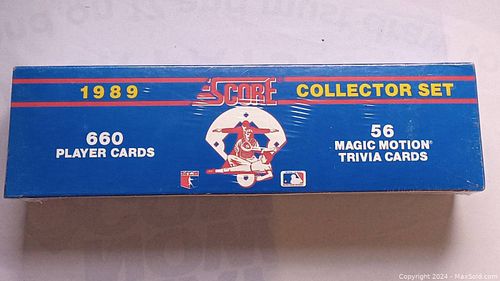 1989
SCORE
COLLECTOR SET
660
PLAYER CARDS
56
MAGIC MOTION®
TRIVIA CARDS
Copyright 2024 - MaxSold.com